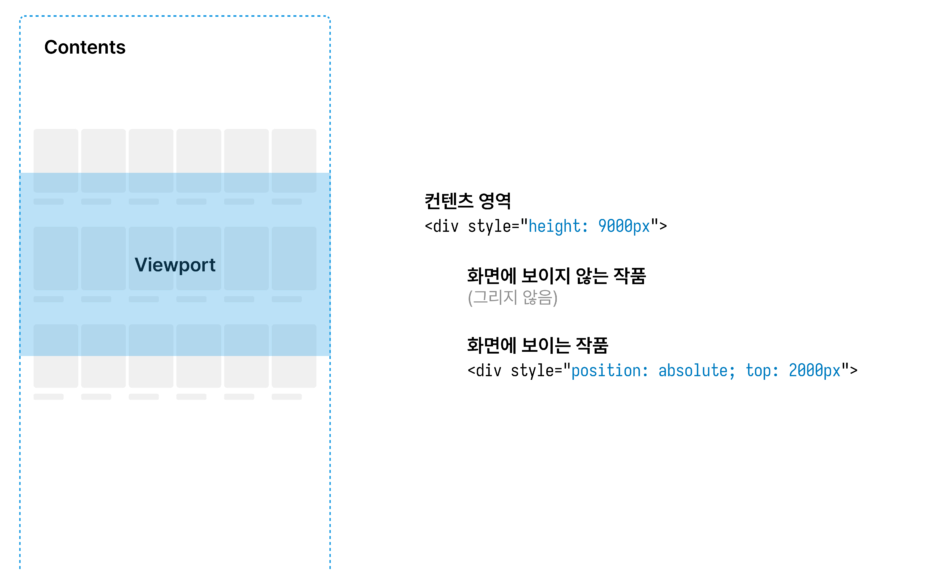 Contents
Viewport
컨텐츠 영역
<div style="height: 9000px">
화면에 보이지 않는 작품
(그리지 않음)
화면에 보이는 작품
<div style="position: absolute; top: 2000px">